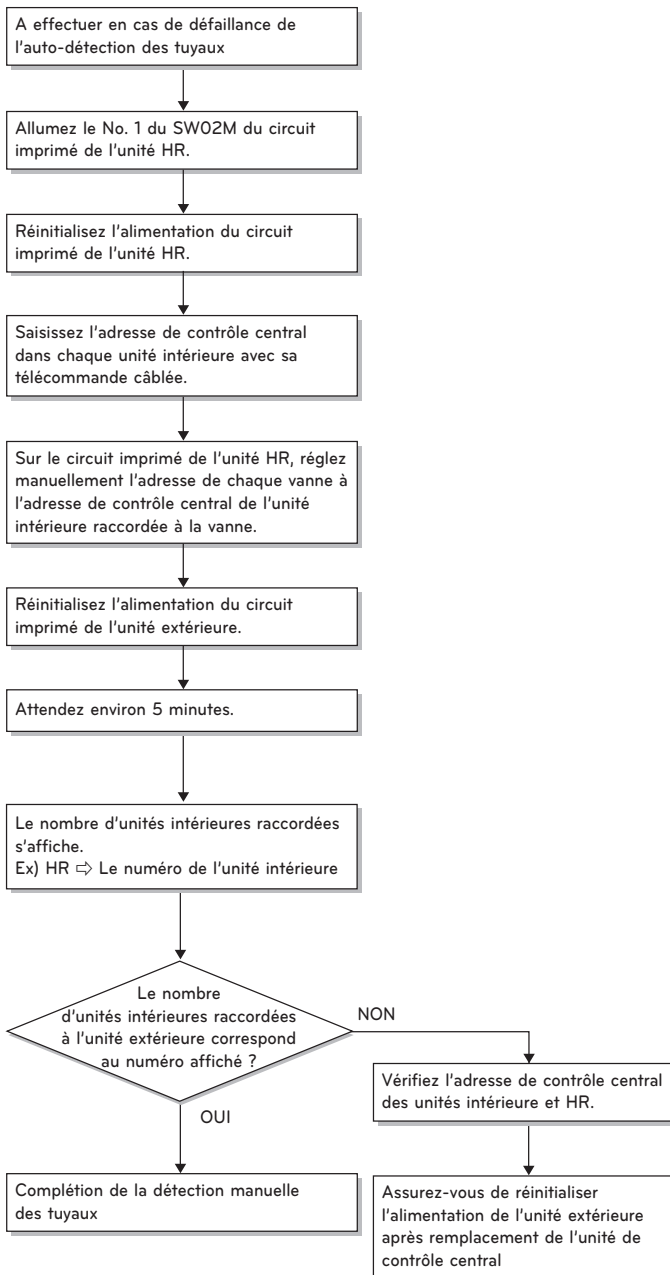 A effectuer en cas de défaillance de
l'auto-détection des tuyaux
Allumez le No. 1 du SW02M du circuit
imprimé de l'unité HR.
Réinitialisez l'alimentation du circuit
imprimé de l'unité HR.
Saisissez l'adresse de contrôle central
dans chaque unité intérieure avec sa
télécommande câblée.
Sur le circuit imprimé de l'unité HR, réglez
manuellement l'adresse de chaque vanne à
l'adresse de contrôle central de l'unité
intérieure raccordée à la vanne.
Réinitialisez l'alimentation du circuit
imprimé de l'unité extérieure.
Attendez environ 5 minutes.
Le nombre d'unités intérieures raccordées
s'affiche.
Ex) HR ⇨ Le numéro de l'unité intérieure
Le nombre
d'unités intérieures raccordées
à l'unité extérieure correspond
au numéro affiché ?
NON
OUI
Vérifiez l'adresse de contrôle central
des unités intérieure et HR.
Complétion de la détection manuelle
des tuyaux
Assurez-vous de réinitialiser
l'alimentation de l'unité extérieure
après remplacement de l'unité de
contrôle central